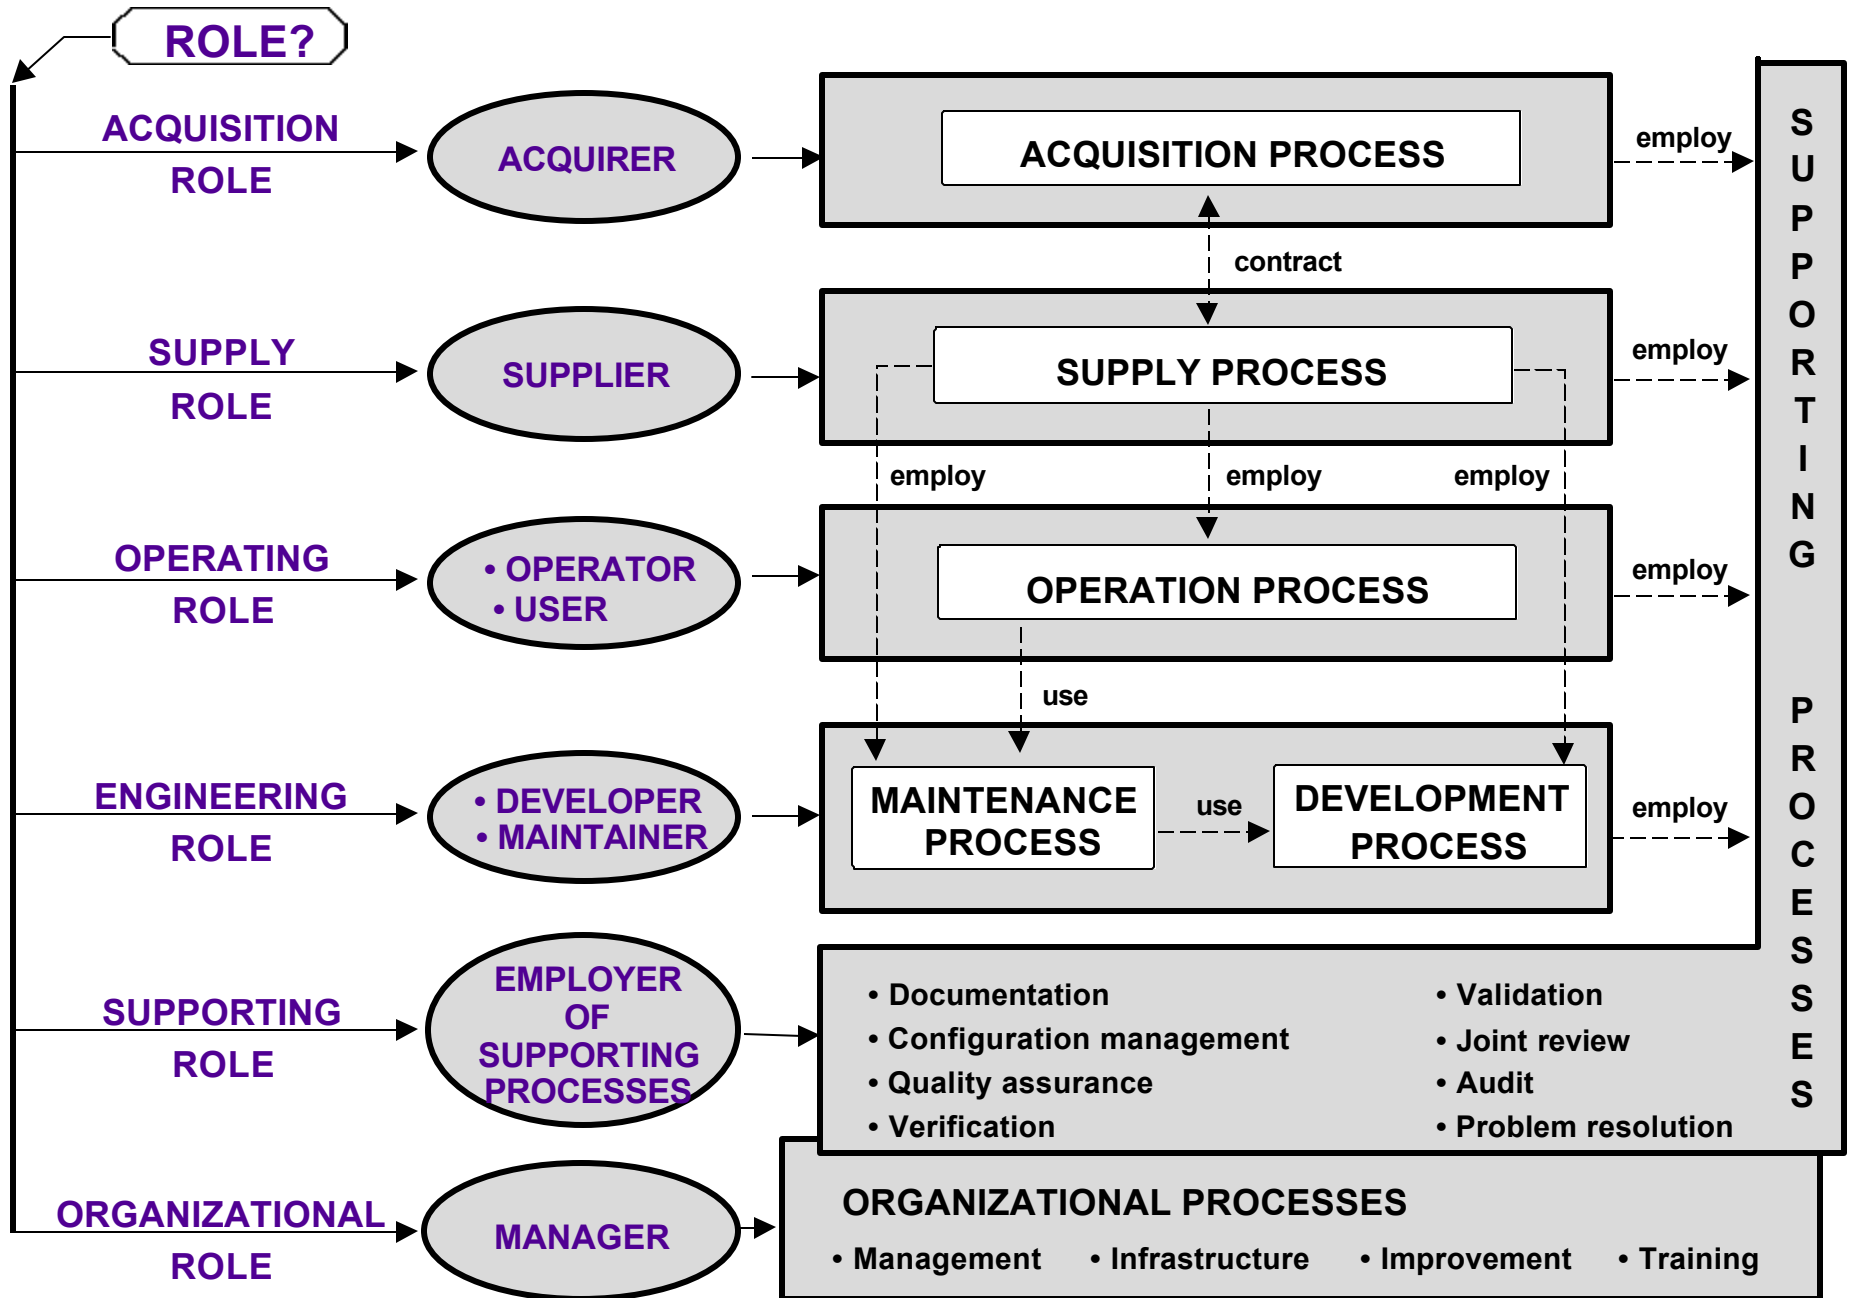 ROLE?
ACQUISITION
ROLE
ACQUIRER
ACQUISITION PROCESS
employ
contract
SUPPLY
ROLE
SUPPLIER
SUPPLY PROCESS
employ
employ
employ
employ
OPERATING
ROLE
• OPERATOR
• USER
OPERATION PROCESS
employ
use
ENGINEERING
ROLE
• DEVELOPER
• MAINTAINER
MAINTENANCE
PROCESS
use
DEVELOPMENT
PROCESS
employ
SUPPORTING
ROLE
EMPLOYER
OF
SUPPORTING
PROCESSES
• Documentation
• Configuration management
• Quality assurance
• Verification
• Validation
• Joint review
• Audit
• Problem resolution
SUPPORTING PROCESSES
ORGANIZATIONAL
ROLE
MANAGER
ORGANIZATIONAL PROCESSES
• Management • Infrastructure • Improvement • Training